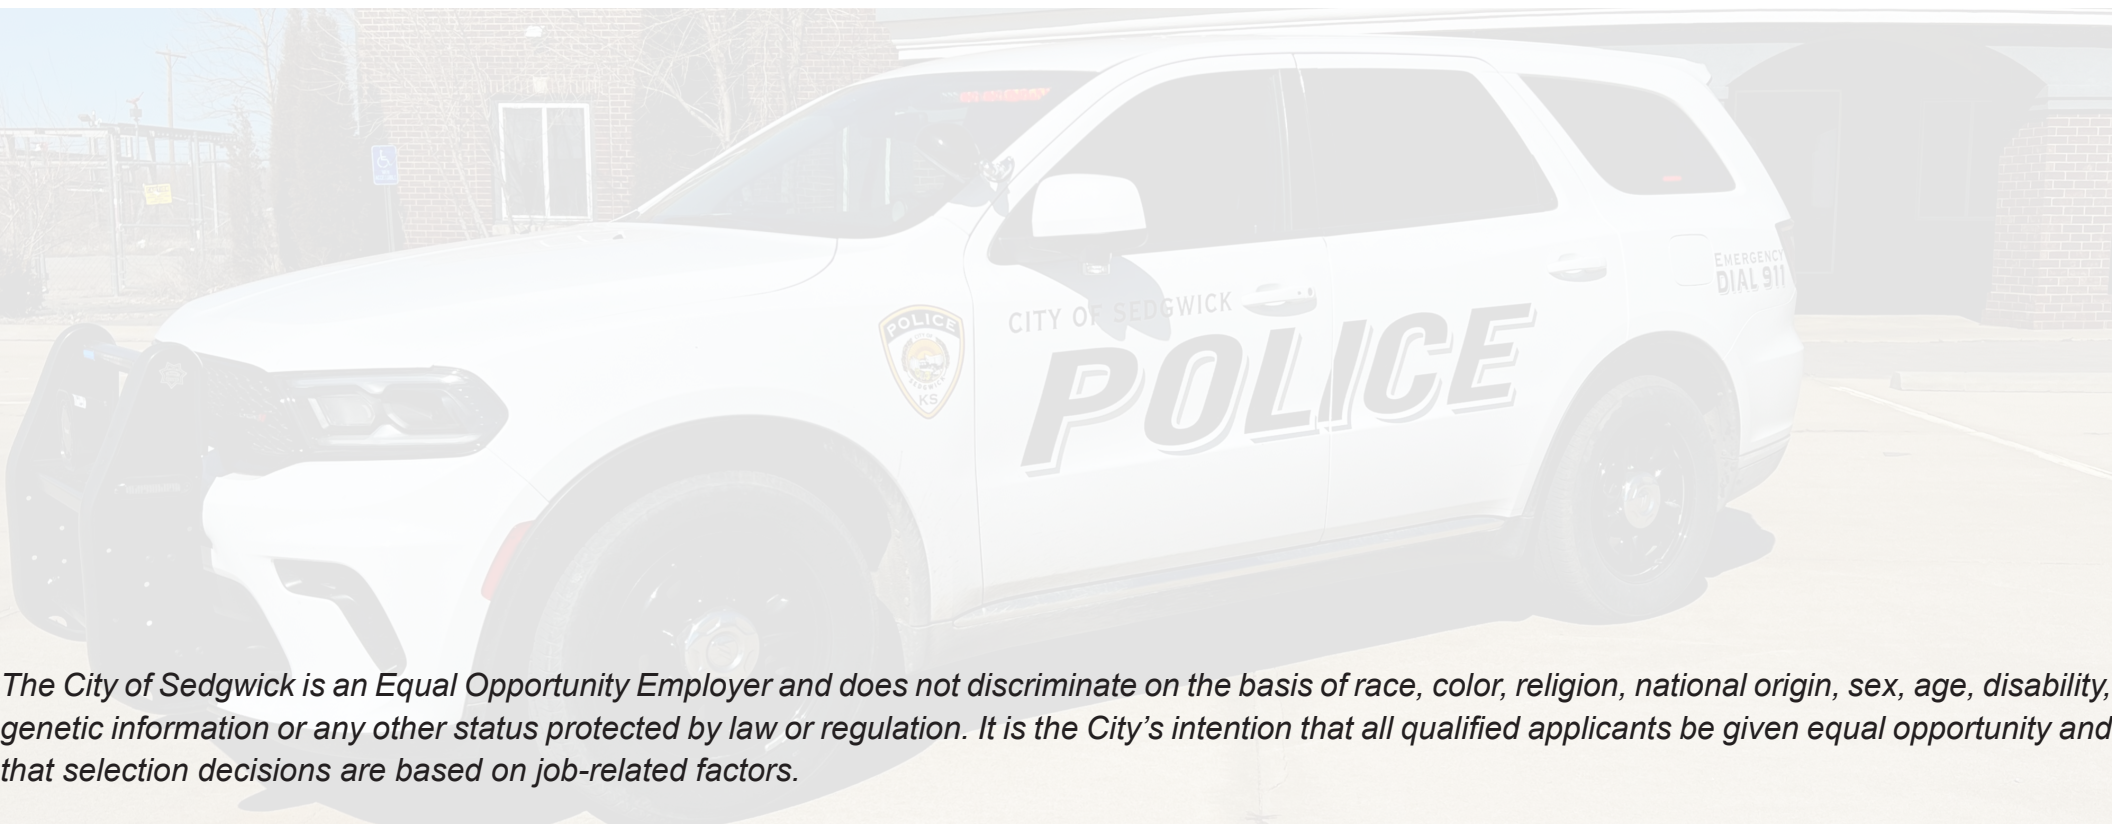 EMERGENCY
DIAL 911
CITY OF SEDGWICK
POLICE
POLICE
SEDGWICK
KS
The City of Sedgwick is an Equal Opportunity Employer and does not discriminate on the basis of race, color, religion, national origin, sex, age, disability,
genetic information or any other status protected by law or regulation. It is the City’s intention that all qualified applicants be given equal opportunity and
that selection decisions are based on job-related factors.